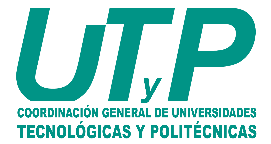 UTyP
COORDINACIÓN GENERAL DE UNIVERSIDADES
TECNOLÓGICAS Y POLITÉCNICAS